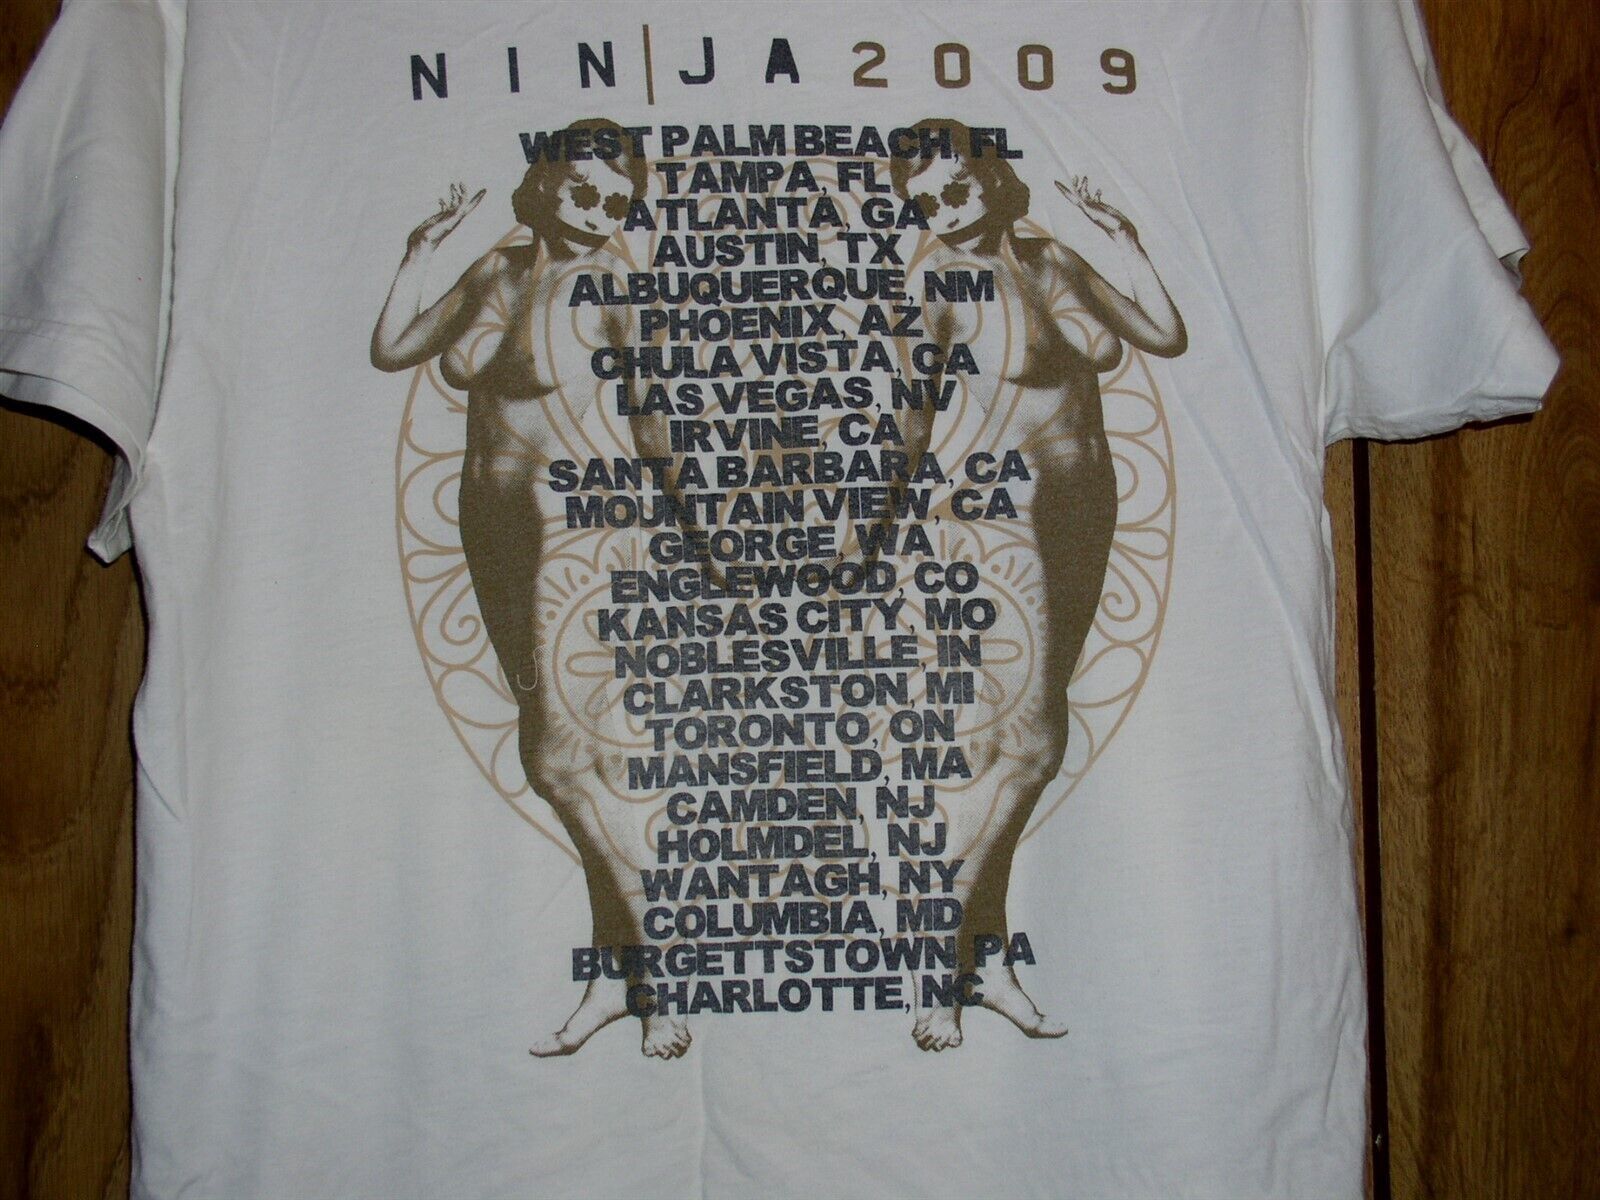 NIN|JA 2009
WEST PALM BEACH, FL
TAMPA, FL
ATLANTA, GA
AUSTIN, TX
ALBUQUERQUE, NM
PHOENIX, AZ
CHULA VISTA, CA
LAS VEGAS, NV
IRVINE, CA
SANTA BARBARA, CA
MOUNTAIN VIEW, CA
GEORGE, WA
ENGLEWOOD, CO
KANSAS CITY, MO
NOBLESVILLE, IN
CLARKSTON, MI
TORONTO, ON
MANSFIELD, MA
CAMDEN, NJ
HOLMDEL, NJ
WANTAGH, NY
COLUMBIA, MD
BURGETTSTOWN, PA
CHARLOTTE, NC